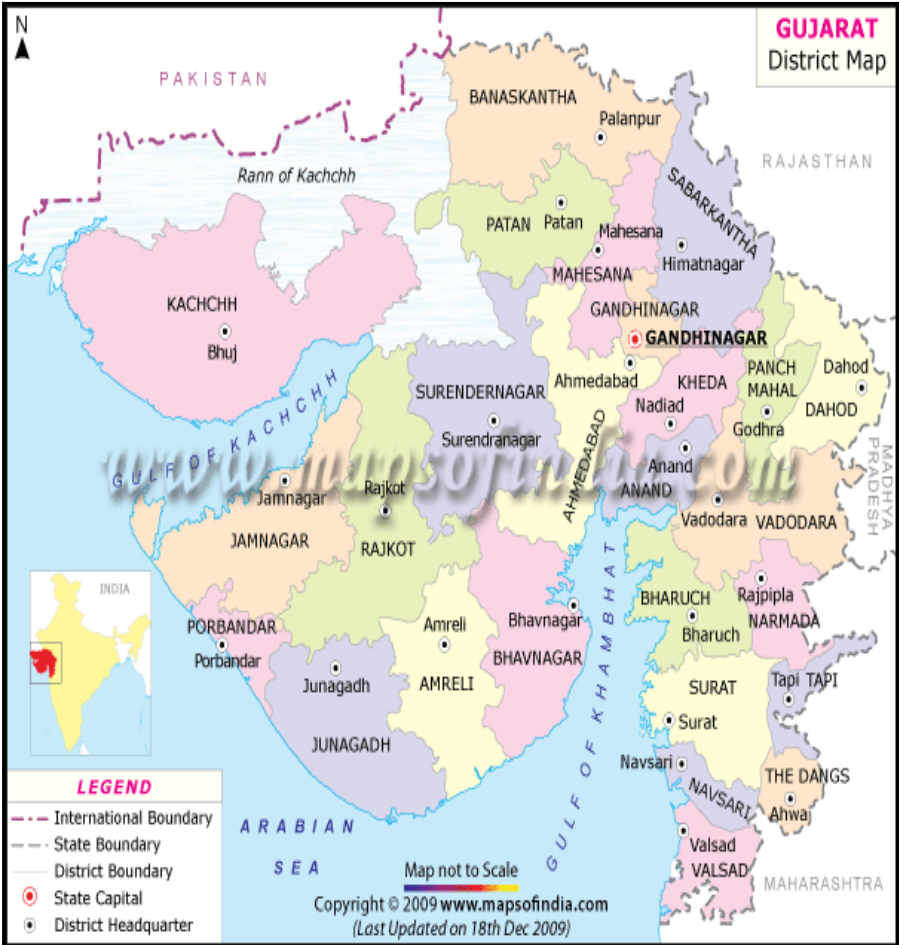 N
GUJARAT
District Map
PAKISTAN
BANASKANTHA
Palanpur
RAJASTHAN
Rann of Kachchh
SABARKANTHA
PATAN
Patan
Mahesana
Himatnagar
MAHESANA
KACHCHH
Bhuj
GANDHINAGAR
GANDHINAGAR
Ahmedabad
KHEDA
PANCH
MAHAL
Dahod
DAHOD
SURENDERNAGAR
Surendranagar
Nadiad
Godhra
GULF OF KACHCHH
AHMEDABAD
www.mapsofindia.com
Anand
ANAND
MADHYA
PRADESH
Jamnagar
JAMNAGAR
Rajkot
RAJKOT
Vadodara
VADODARA
INDIA
PORBANDAR
Porbandar
Amreli
AMRELI
Bhavnagar
BHAVNAGAR
BHARUCH
Bharuch
Rajpipla
NARMADA
Junagadh
JUNAGADH
GULF OF KHAMBHAT
SURAT
Surat
Tapi TAPI
Navsari
NAVSARI
THE DANGS
Ahwaj
Valsad
VALSAD
MAHARASHTRA
ARABIAN
SEA
LEGEND
International Boundary
State Boundary
District Boundary
State Capital
District Headquarter
Map not to Scale
Copyright © 2009 www.mapsofindia.com
(Last Updated on 18th Dec 2009)